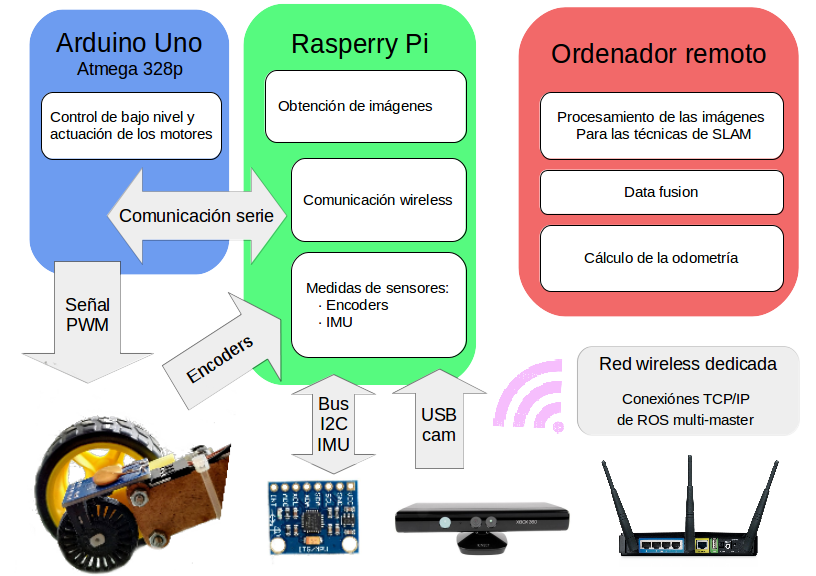 Arduino Uno
Atmega 328p
Control de bajo nivel y
actuación de los motores
Rasperry Pi
Obtención de imágenes
Comunicación wireless
Medidas de sensores:
· Encoders
· IMU
Ordenador remoto
Procesamiento de las imágenes
Para las técnicas de SLAM
Data fusion
Cálculo de la odometría
Comunicación serie
Señal
PWM
Encoders
Bus
I2C
IMU
USB
cam
Red wireless dedicada
Conexiónes TCP/IP
de ROS multi-master
XBOX 360